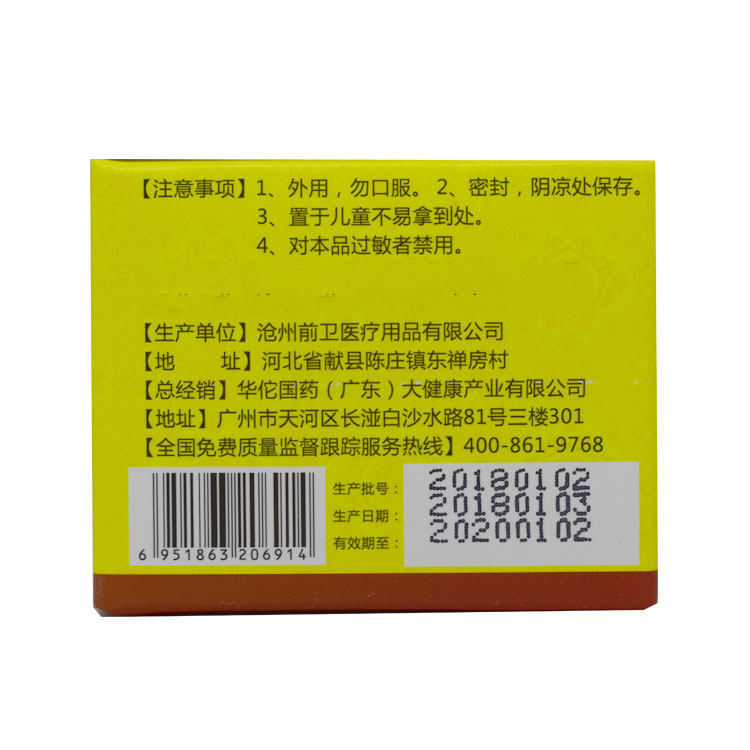 【注意事项】1、外用，勿口服。2、密封，阴凉处保存。
3、置于儿童不易拿到处。
4、对本品过敏者禁用。
【生产单位】沧州前卫医疗用品有限公司
【地 址】河北省献县陈庄镇东禅房村
【总经销】华佗国药（广东）大健康产业有限公司
【地址】广州市天河区长湴白沙水路81号三楼301
【全国免费质量监督跟踪服务热线】400-861-9768
生产批号： 20180102
生产日期： 20180103
有效期至： 20200102
6 951863 206914